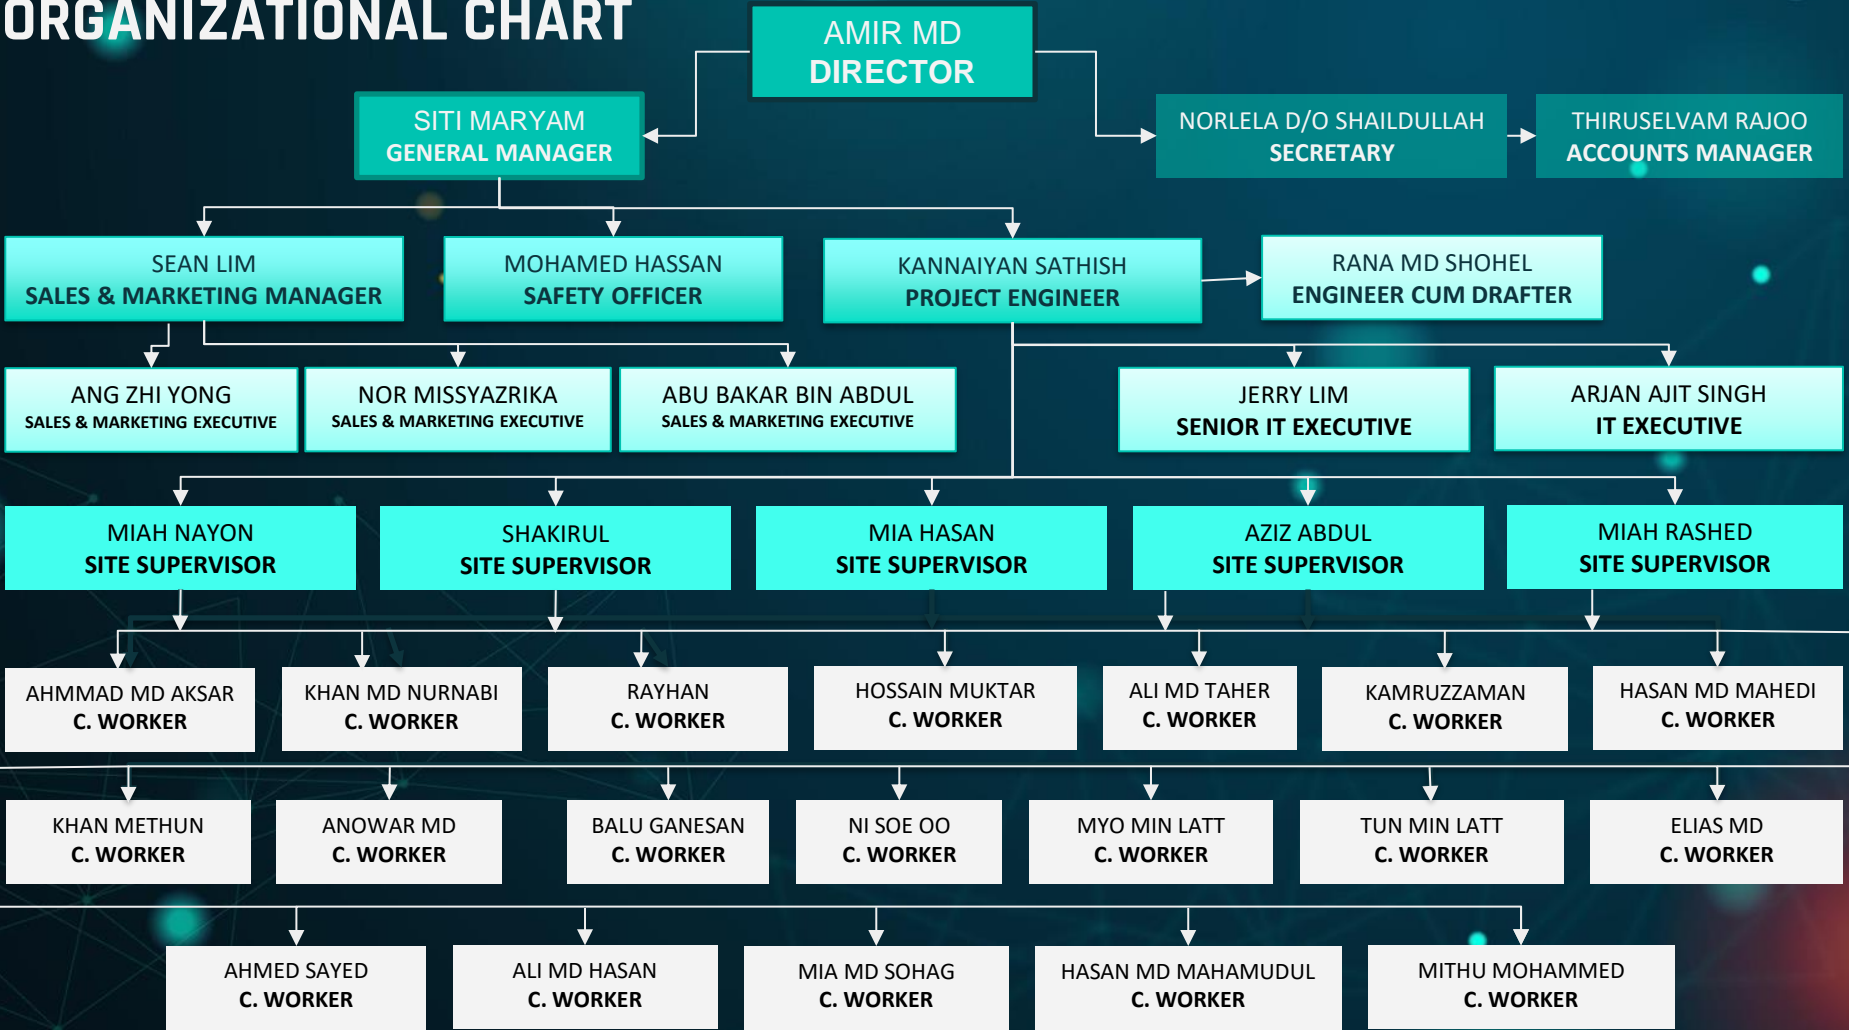 ORGANIZATIONAL CHART
AMIR MD
DIRECTOR
SITI MARYAM
GENERAL MANAGER
NORLELA D/O SHAILDULLAH
SECRETARY
THIRUSELVAM RAJOO
ACCOUNTS MANAGER
SEAN LIM
SALES & MARKETING MANAGER
MOHAMED HASSAN
SAFETY OFFICER
KANNAIYAN SATHISH
PROJECT ENGINEER
RANA MD SHOHEL
ENGINEER CUM DRAFTER
ANG ZHI YONG
SALES & MARKETING EXECUTIVE
NOR MISSYAZRIKA
SALES & MARKETING EXECUTIVE
ABU BAKAR BIN ABDUL
SALES & MARKETING EXECUTIVE
JERRY LIM
SENIOR IT EXECUTIVE
ARJAN AJIT SINGH
IT EXECUTIVE
MIAH NAYON
SITE SUPERVISOR
SHAKIRUL
SITE SUPERVISOR
MIA HASAN
SITE SUPERVISOR
AZIZ ABDUL
SITE SUPERVISOR
MIAH RASHED
SITE SUPERVISOR
AHMMAD MD AKSAR
C. WORKER
KHAN MD NURNABI
C. WORKER
RAYHAN
C. WORKER
HOSSAIN MUKTAR
C. WORKER
ALI MD TAHER
C. WORKER
KAMRUZZAMAN
C. WORKER
HASAN MD MAHEDI
C. WORKER
KHAN METHUN
C. WORKER
ANOWAR MD
C. WORKER
BALU GANESAN
C. WORKER
NI SOE OO
C. WORKER
MYO MIN LATT
C. WORKER
TUN MIN LATT
C. WORKER
ELIAS MD
C. WORKER
AHMED SAYED
C. WORKER
ALI MD HASAN
C. WORKER
MIA MD SOHAG
C. WORKER
HASAN MD MAHAMUDUL
C. WORKER
MITHU MOHAMMED
C. WORKER